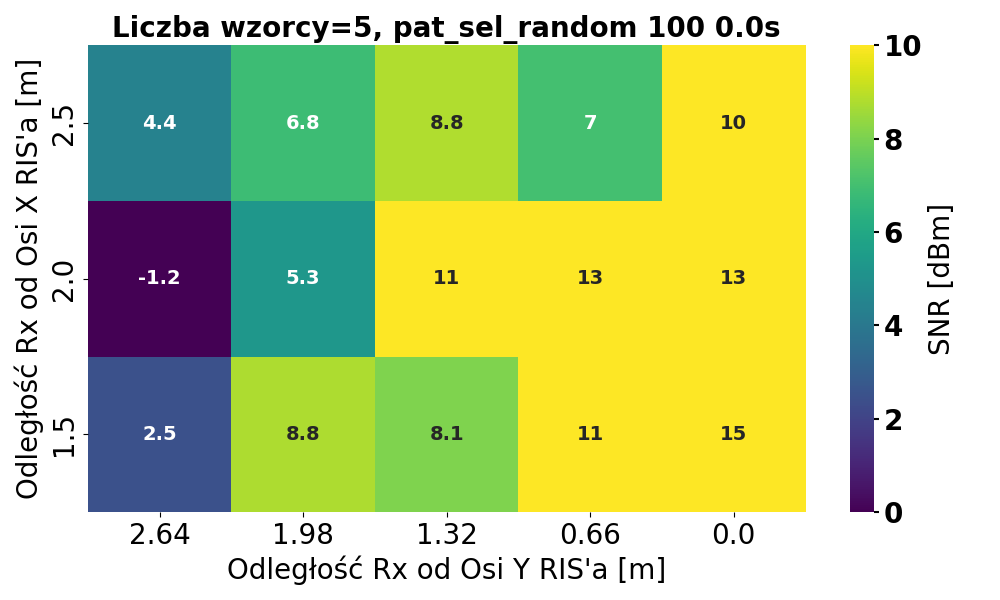 Liczba wzorcy=5, pat_sel_random 100 0.0s
Odległość Rx od Osi X RIS'a [m]
2.5
4.4 6.8 8.8 7 10
2.0
-1.2 5.3 11 13 13
1.5
2.5 8.8 8.1 11 15
2.64 1.98 1.32 0.66 0.0
Odległość Rx od Osi Y RIS'a [m]
10
8
6
4
2
0
SNR [dBm]